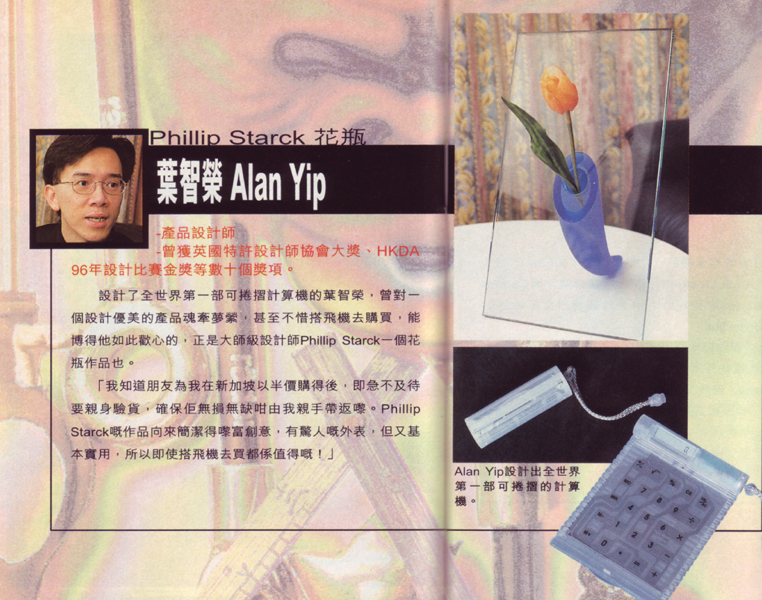 Phillip Starck 花瓶
葉智榮 Alan Yip
-產品設計師
-曾獲英國特許設計師協會大獎、HKDA
96年設計比賽金獎等數十個獎項。
設計了全世界第一部可捲摺計算機的葉智榮，曾對一
個設計優美的產品魂牽夢縈，甚至不惜搭飛機去購買，能
博得他如此歡心的，正是大師級設計師Phillip Starck一個花
瓶作品也。
「我知道朋友為我在新加坡以半價購得後，即急不及待
要親身驗貨，確保佢無損無缺咁由我親手帶返嚟。Phillip
Starck嘅作品向來簡潔得嚟富創意，有驚人嘅外表，但又基
本實用，所以即使搭飛機去買都係值得嘅！」
Alan Yip設計出全世界
第一部可捲摺的計算
機。
7 8 9 ÷
4 5 6 ×
1 2 3 −
0 • = +